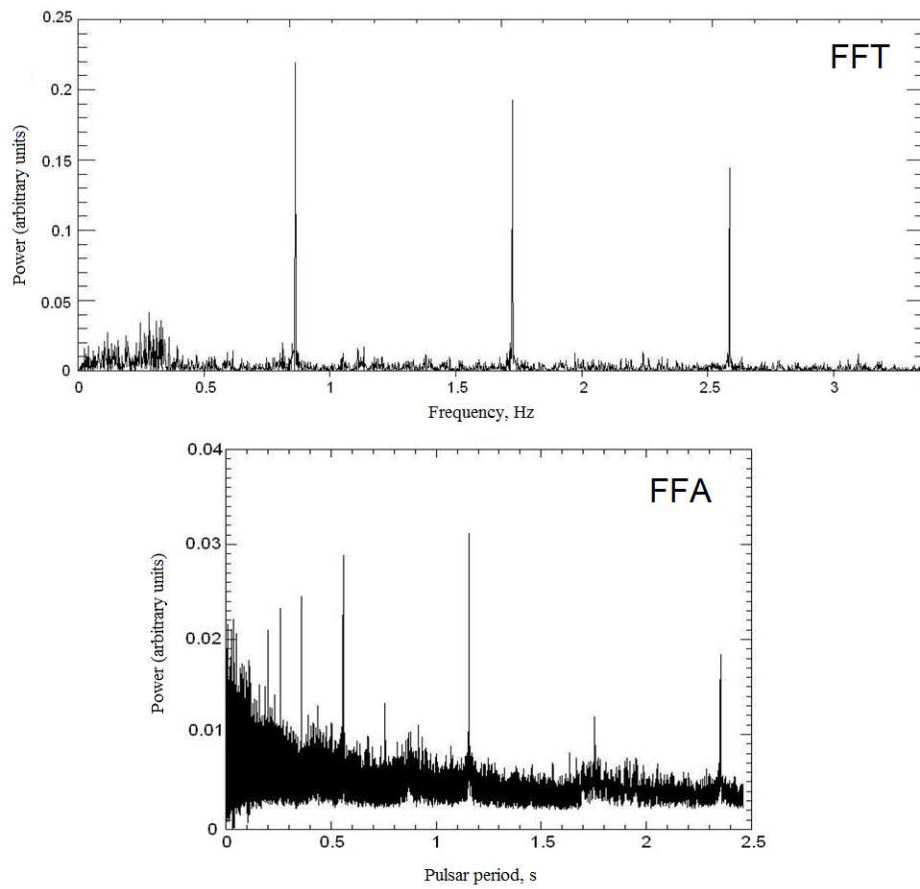 0.25
FFT
0.2
0.15
0.1
0.05
0
0 0.5 1 1.5 2 2.5 3
Power (arbitrary units)
Frequency, Hz
0.04
FFA
0.03
0.02
0.01
0
0 0.5 1 1.5 2 2.5
Power (arbitrary units)
Pulsar period, s